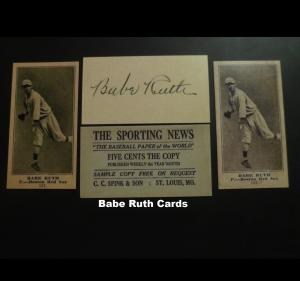 Babe Ruth
THE SPORTING NEWS
"THE BASEBALL PAPER of the WORLD"
FIVE CENTS THE COPY
PUBLISHED WEEKLY the YEAR 'ROUND
SAMPLE COPY FREE ON REQUEST
C. C. SPINK & SON : ST. LOUIS, MO.
BABE RUTH
P.—Boston Red Sox
151
BABE RUTH
P.—Boston Red Sox
151
Babe Ruth Cards